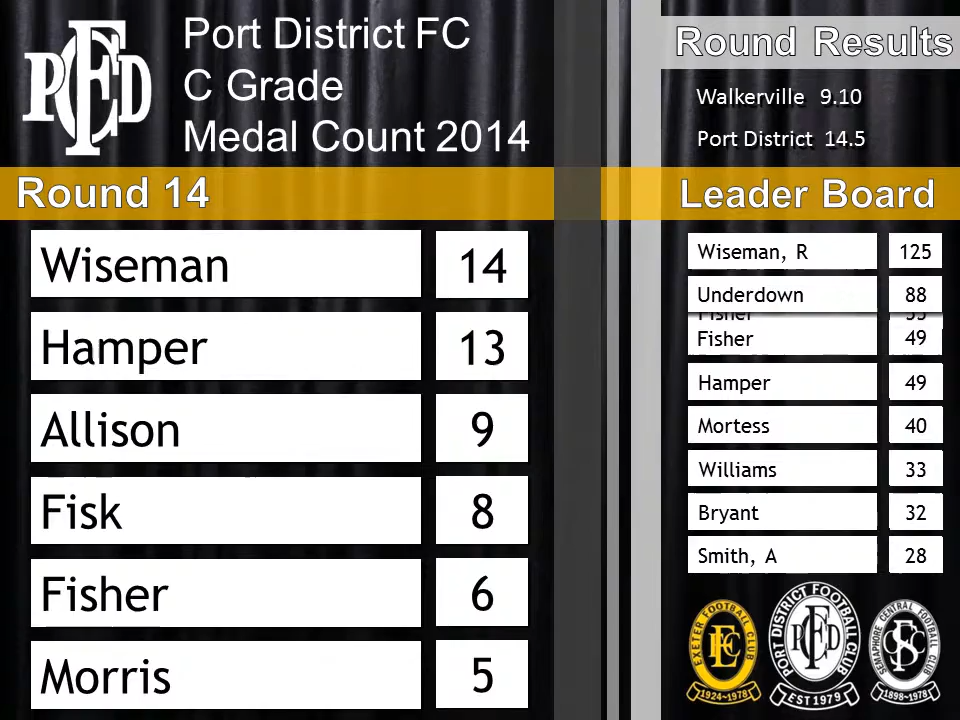 Port District FC
C Grade
Medal Count 2014
Round Results
Walkerville 9.10
Port District 14.5
Round 14
Wiseman 14
Hamper 13
Allison 9
Fisk 8
Fisher 6
Morris 5
Leader Board
Wiseman, R 125
Underdown 88
Fisher 55
Fisher 49
Hamper 49
Mortess 40
Williams 33
Bryant 32
Smith, A 28
EXETER FOOTBALL CLUB
1924~1978
PORT DISTRICT FOOTBALL CLUB
EST 1979
SEMAPHORE CENTRAL FOOTBALL CLUB
1898~1978